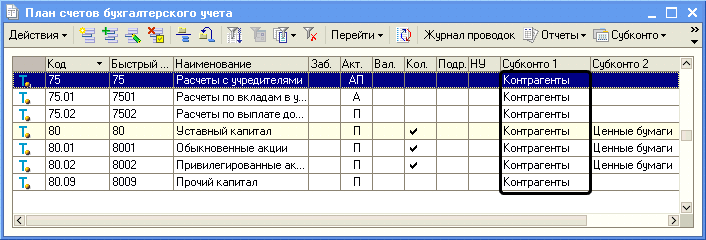 План счетов бухгалтерского учета
Действия Перейти Журнал проводок Отчеты Субконто
Код Быстрый ... Наименование Заб. Акт. Вал. Кол. Подр. НУ Субконто 1 Субконто 2
75 75 Расчеты с учредителями АП Контрагенты
75.01 7501 Расчеты по вкладам в у... А Контрагенты
75.02 7502 Расчеты по выплате до... П Контрагенты
80 80 Уставный капитал П ✔ Контрагенты Ценные бумаги
80.01 8001 Обыкновенные акции П ✔ Контрагенты Ценные бумаги
80.02 8002 Привилегированные ак... П ✔ Контрагенты Ценные бумаги
80.09 8009 Прочий капитал П Контрагенты